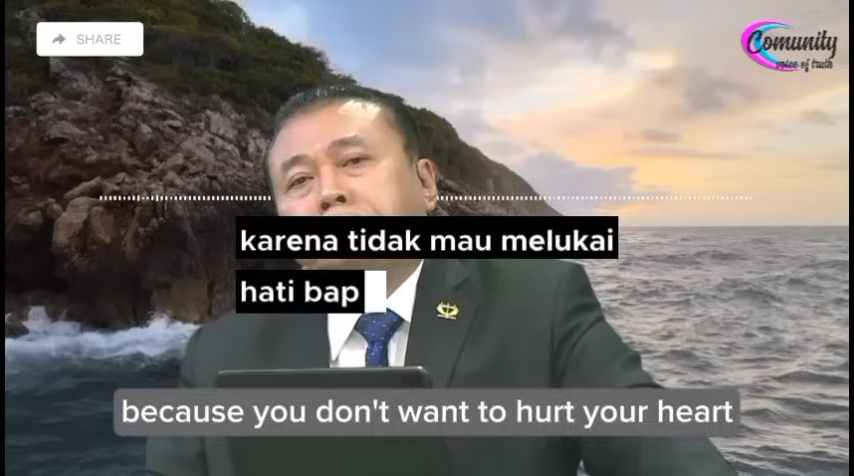 SHARE
Comunity
voice of truth
karena tidak mau melukai
hati bap
because you don't want to hurt your heart